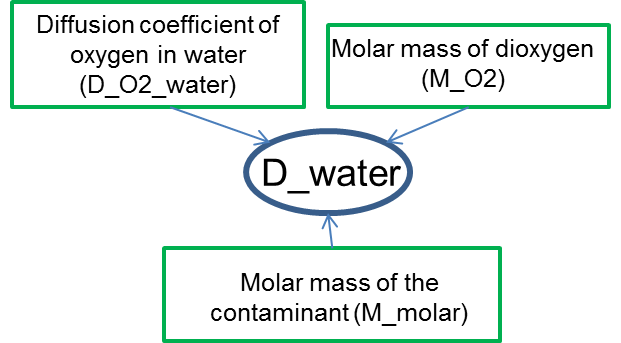 Diffusion coefficient of
oxygen in water
(D_O2_water)
Molar mass of dioxygen
(M_O2)
D_water
Molar mass of the
contaminant (M_molar)